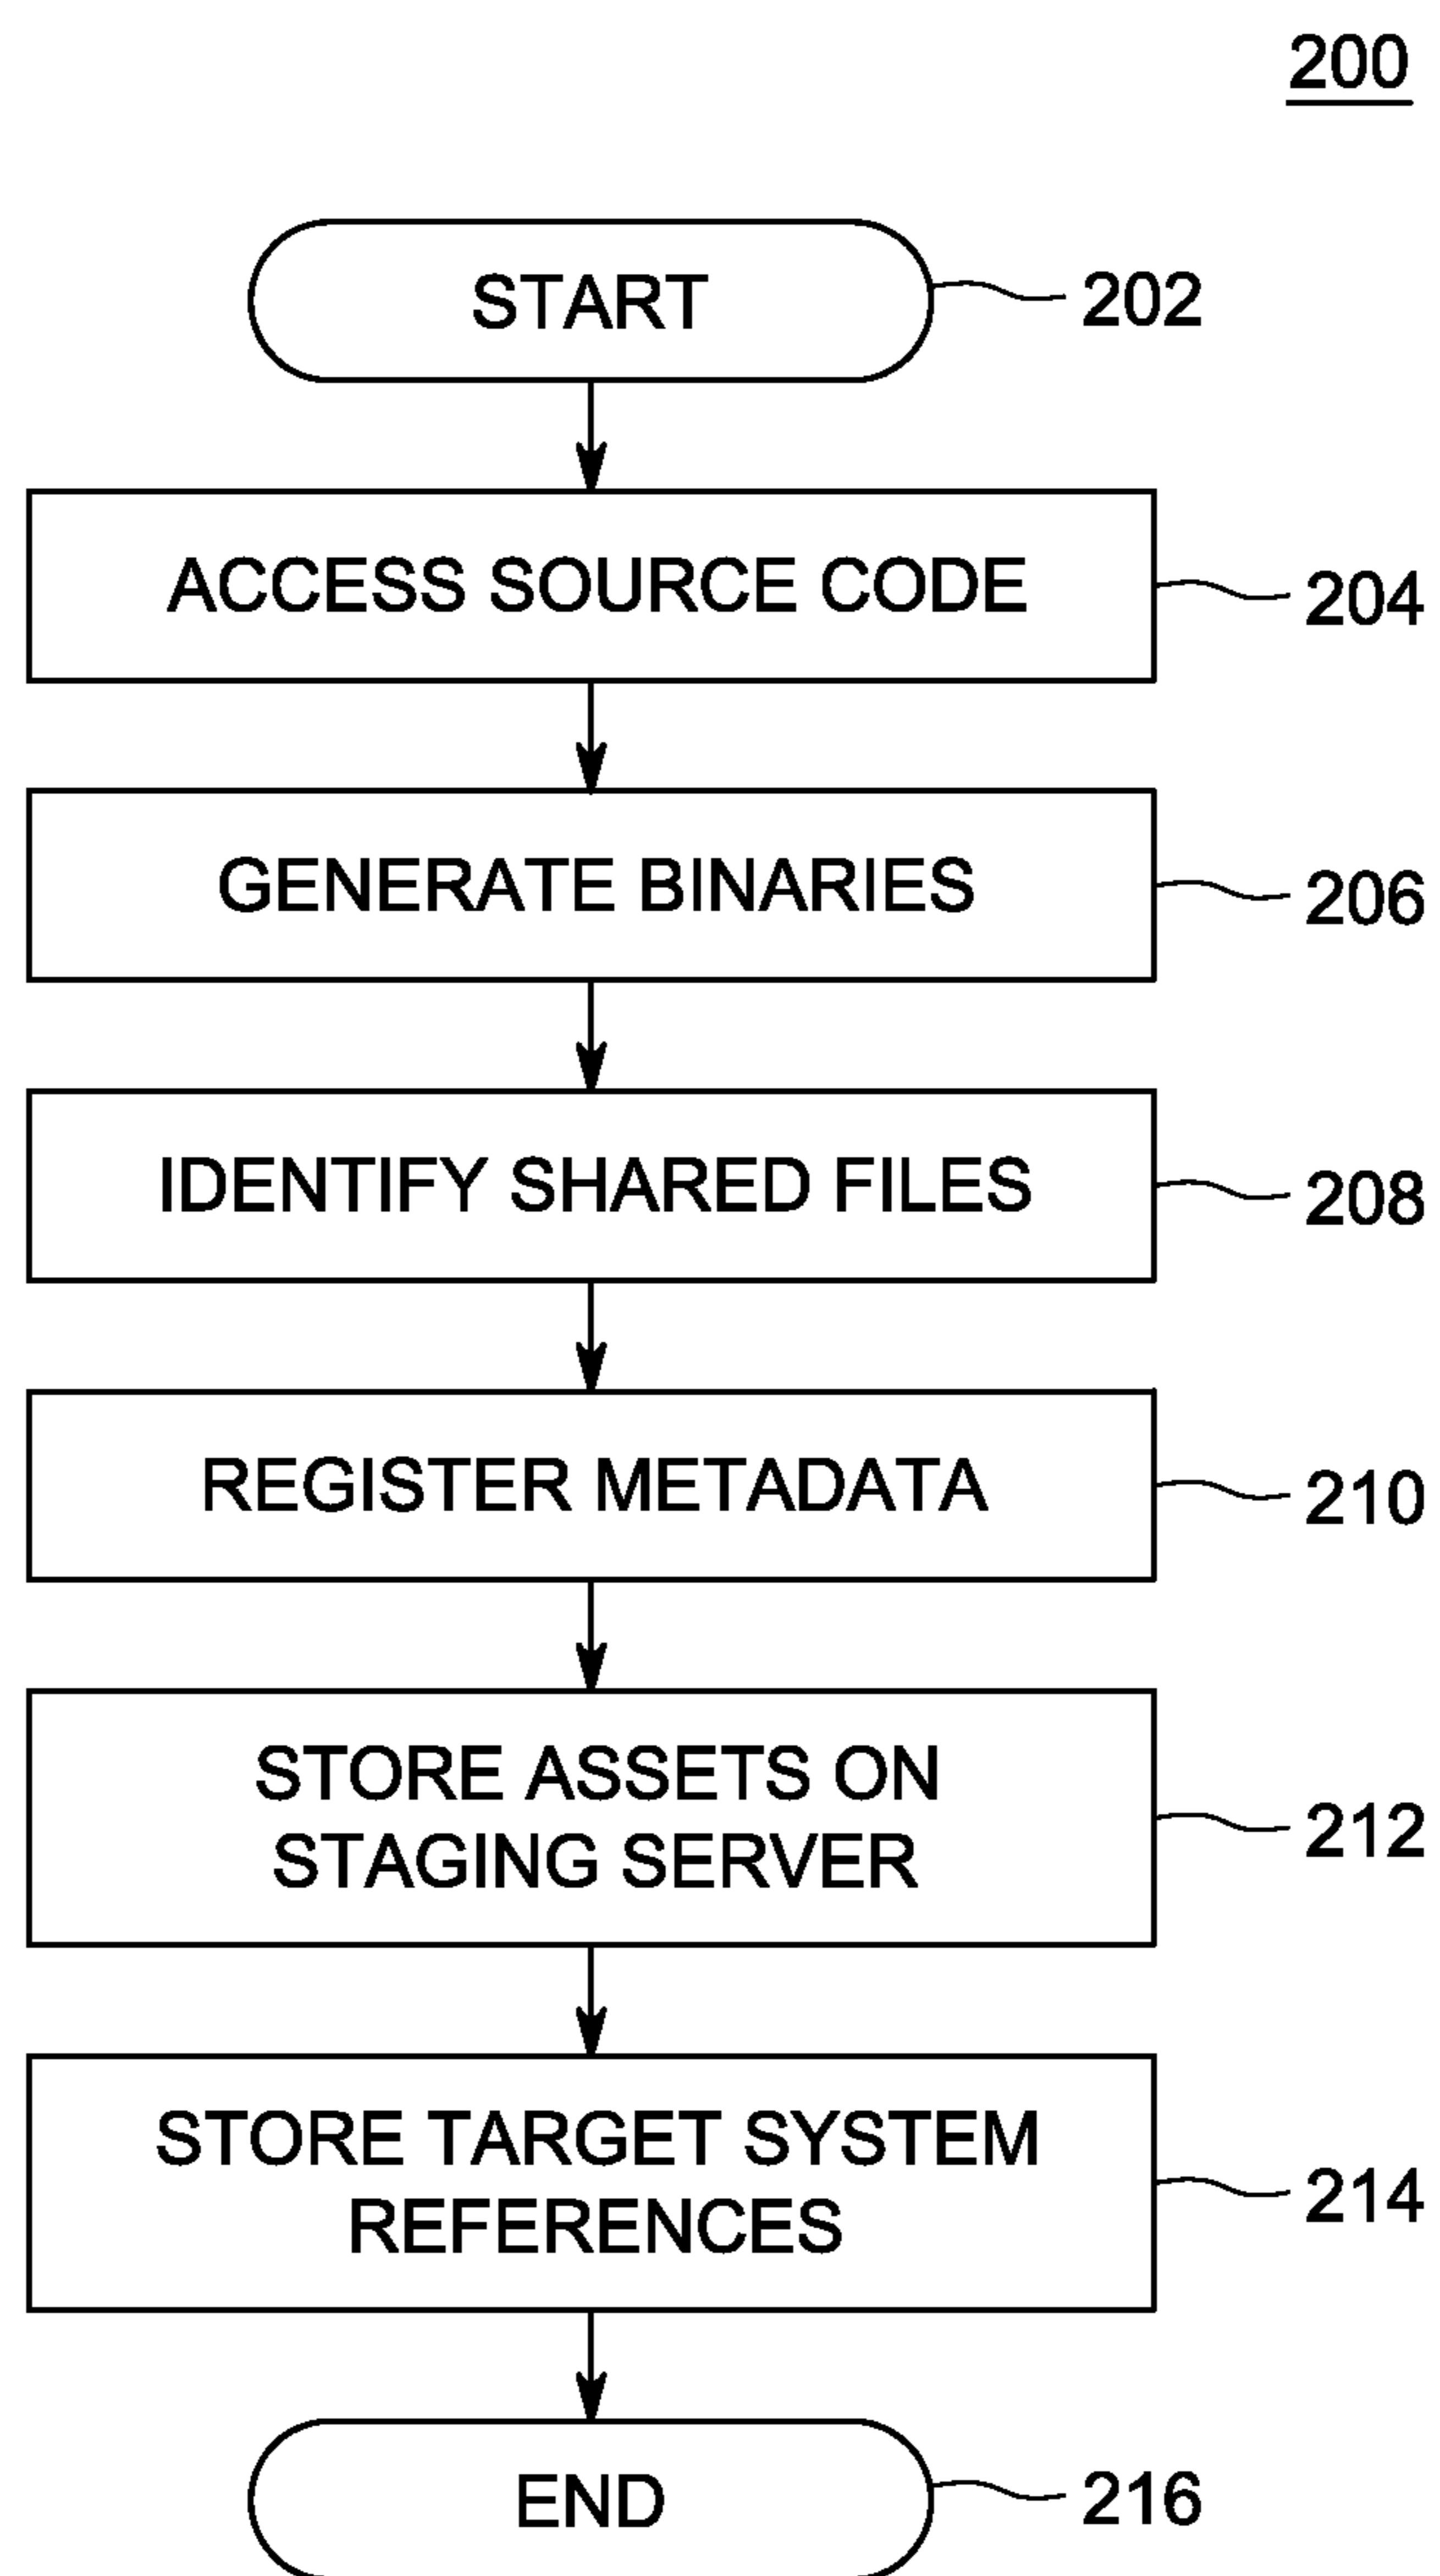 200
START
202
ACCESS SOURCE CODE
204
GENERATE BINARIES
206
IDENTIFY SHARED FILES
208
REGISTER METADATA
210
STORE ASSETS ON
STAGING SERVER
212
STORE TARGET SYSTEM
REFERENCES
214
END
216